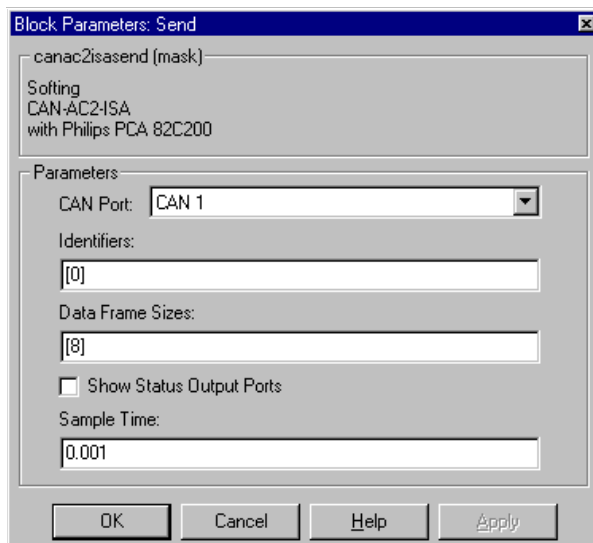 Block Parameters: Send
canac2isasend (mask)
Softing
CAN-AC2-ISA
with Philips PCA 82C200
Parameters
CAN Port: CAN 1
Identifiers:
[0]
Data Frame Sizes:
[8]
Show Status Output Ports
Sample Time:
0.001
OK Cancel Help Apply